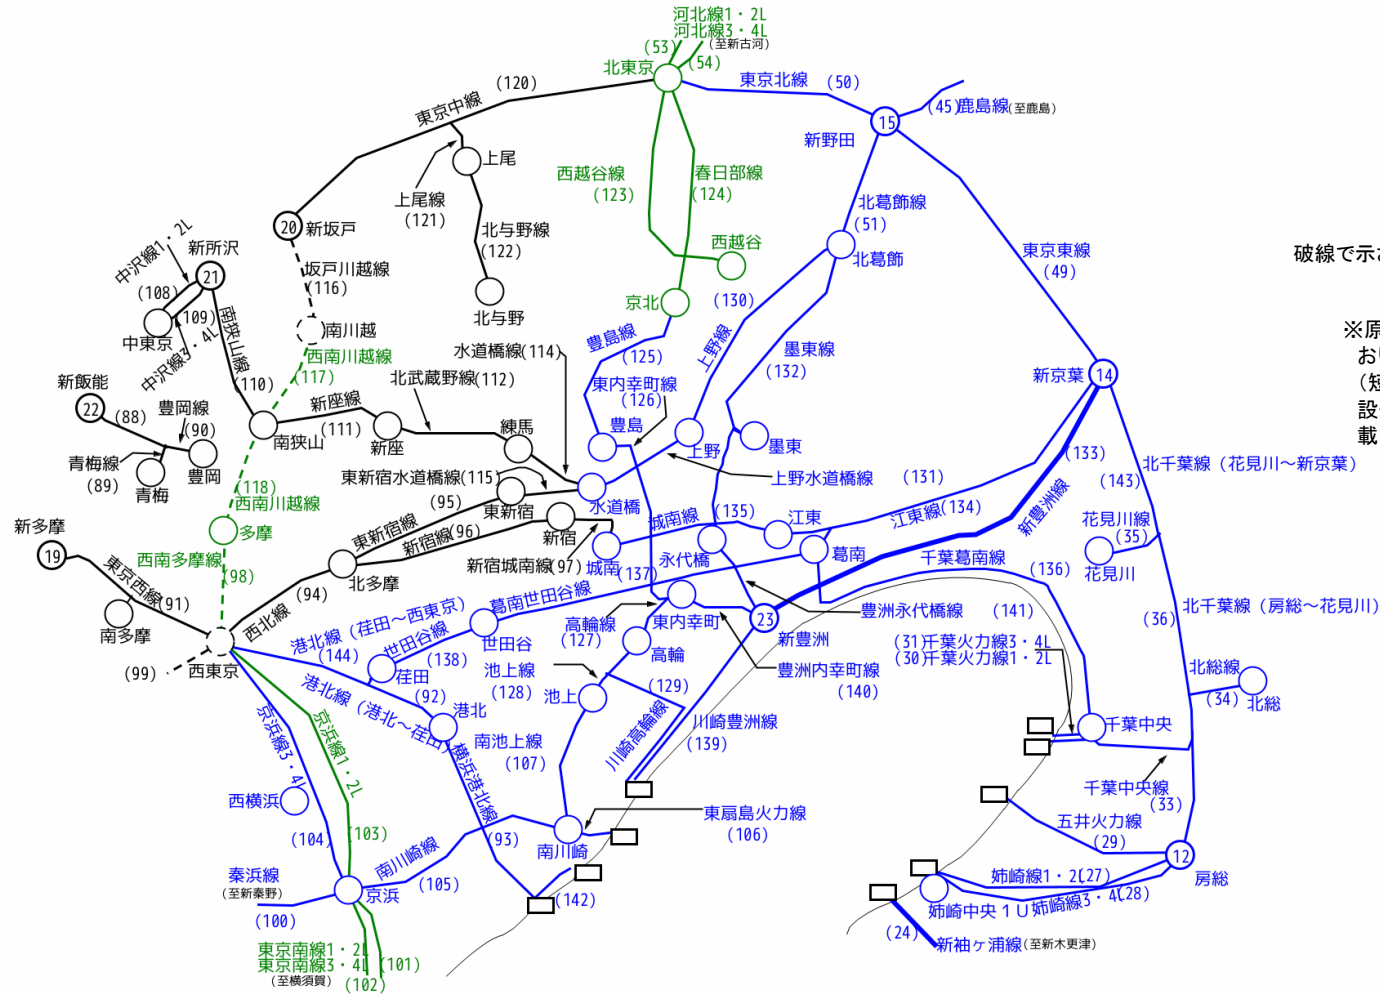 河北線1・2L
河北線3・4L
(至新古河)
(53)
(54)
北東京
(120)
東京中線
東京北線
(50)
(45)鹿島線(至鹿島)
15
新野田
上尾
上尾線
(121)
西越谷線
(123)
春日部線
(124)
北葛飾線
(51)
20
新坂戸
北与野線
(122)
西越谷
北葛飾
東京東線
(49)
破線で示
中沢線1・2L
新所沢
21
坂戸川越線
(116)
(108)
(109)
中東京
中沢線3・4L
南狭山線
(110)
南川越
北与野
京北
(130)
豊島線
(125)
上野線
墨東線
(132)
※原
西南川越線
(117)
水道橋線(114)
北武蔵野線(112)
東内幸町線
(126)
新京葉
14
新飯能
22
(88)
豊岡線
(90)
新座線
(111)
南狭山
新座
練馬
豊島
上野
墨東
設
載
青梅線
(89)
青梅
豊岡
(118)
西南川越線
東新宿水道橋線(115)
(95)
東新宿
水道橋
上野水道橋線
(131)
(133)
(143)
北千葉線(花見川～新京葉)
新多摩
19
多摩
東新宿線
新宿線
(96)
新宿
城南線
(135)
江東
江東線(134)
新豊洲線
花見川線
(35)
花見川
西南多摩線
(98)
東京西線
(91)
南多摩
北多摩
新宿城南線(97)
城南
(137)
永代橋
葛南
千葉葛南線
(136)
(94)
西北線
港北線(荏田～西東京)
(144)
世田谷線
(138)
葛南世田谷線
世田谷
高輪線
(127)
東内幸町
23
新豊洲
豊洲永代橋線
(141)
(36)
北千葉線(房総～花見川)
(99)
西東京
荏田
(92)
池上線
(128)
高輪
池上
(129)
豊洲内幸町線
(140)
(31)千葉火力線3・4L
(30)千葉火力線1・2L
北総線
(34)
北総
港北線(港北～荏田)
港北
京浜線3・4L
京浜線1・2L
南池上線
(107)
川崎高輪線
川崎豊洲線
(139)
千葉中央
横浜港北線
(93)
西横浜
(104)
(103)
千葉中央線
(33)
東扇島火力線
(106)
五井火力線
(29)
南川崎線
(105)
南川崎
12
房総
秦浜線
(至新秦野)
(100)
京浜
(142)
姉崎線1・2L(27)
姉崎中央１U
姉崎線3・4L(28)
(24)
新袖ヶ浦線(至新木更津)
東京南線1・2L
東京南線3・4L
(101)
(至横須賀)
(102)